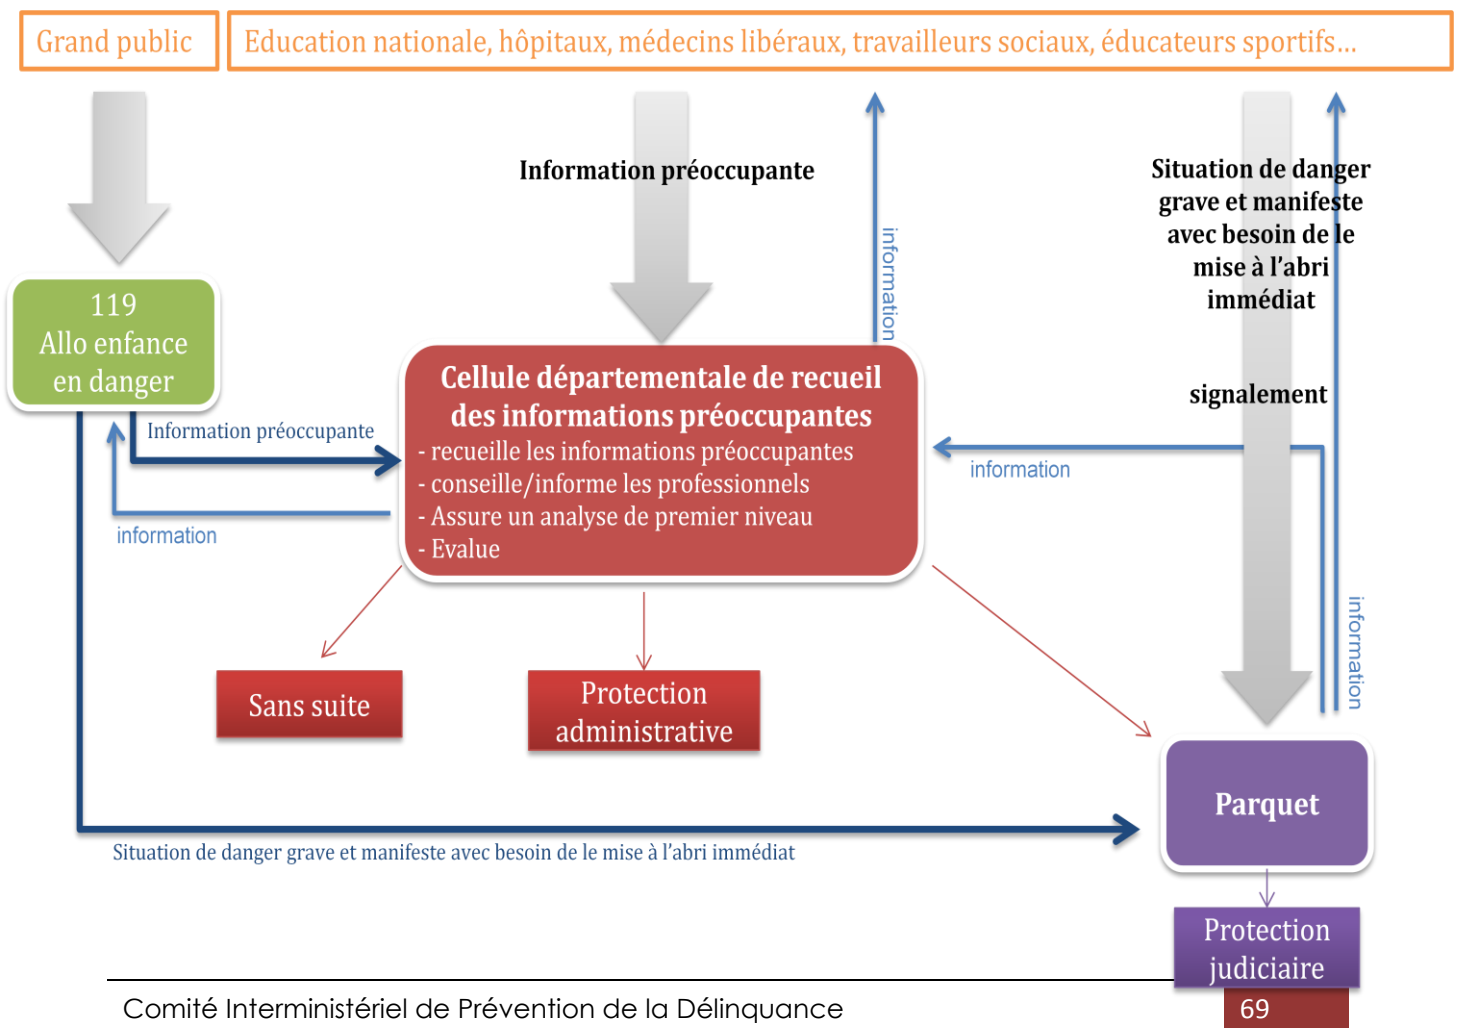 Grand public
Education nationale, hôpitaux, médecins libéraux, travailleurs sociaux, éducateurs sportifs…
Information préoccupante
information
Situation de danger
grave et manifeste
avec besoin de le
mise à l'abri
immédiat
signalement
119
Allo enfance
en danger
Information préoccupante
information
Cellule départementale de recueil
des informations préoccupantes
- recueille les informations préoccupantes
- conseille/informe les professionnels
- Assure un analyse de premier niveau
- Evalue
information
information
Sans suite
Protection
administrative
Parquet
Situation de danger grave et manifeste avec besoin de le mise à l'abri immédiat
Protection
judiciaire
Comité Interministériel de Prévention de la Délinquance
69